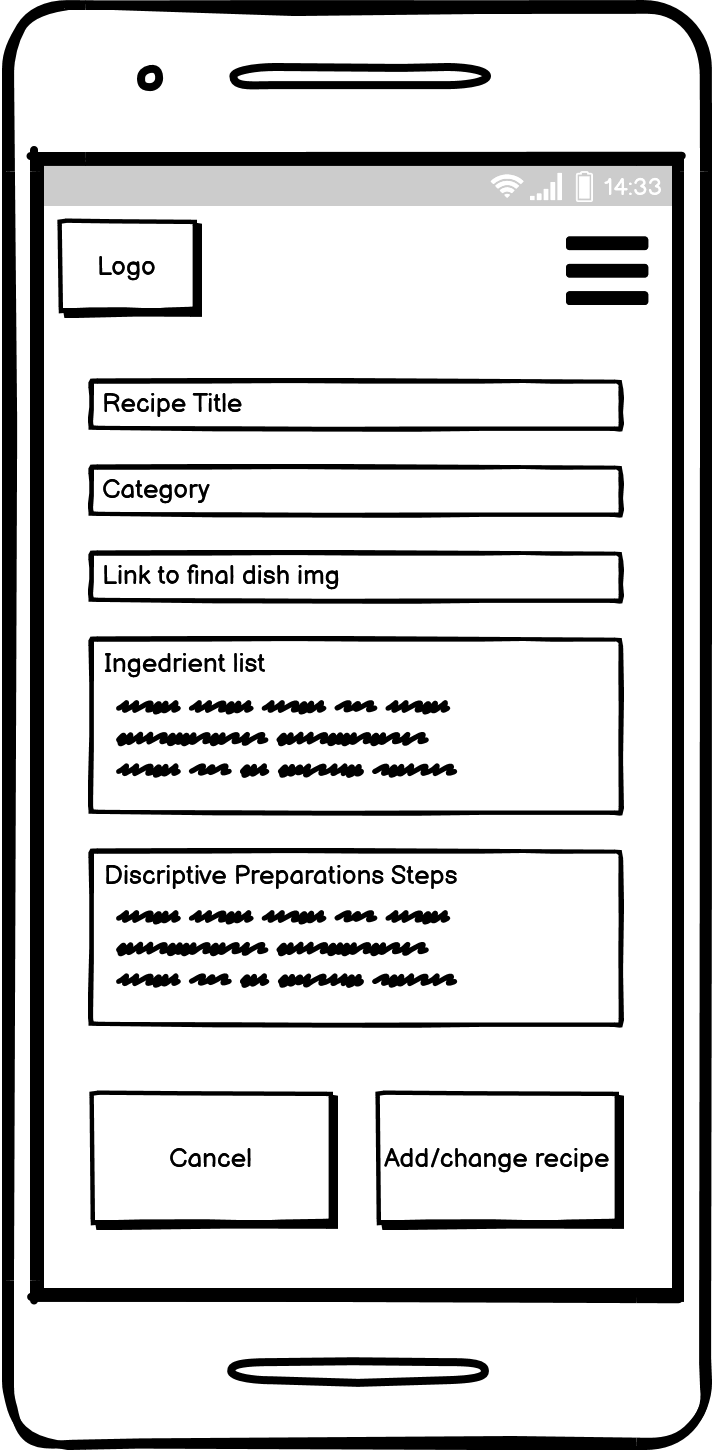 14:33
Logo
Recipe Title
Category
Link to final dish img
Ingedrient list
Discriptive Preparations Steps
Cancel
Add/change recipe